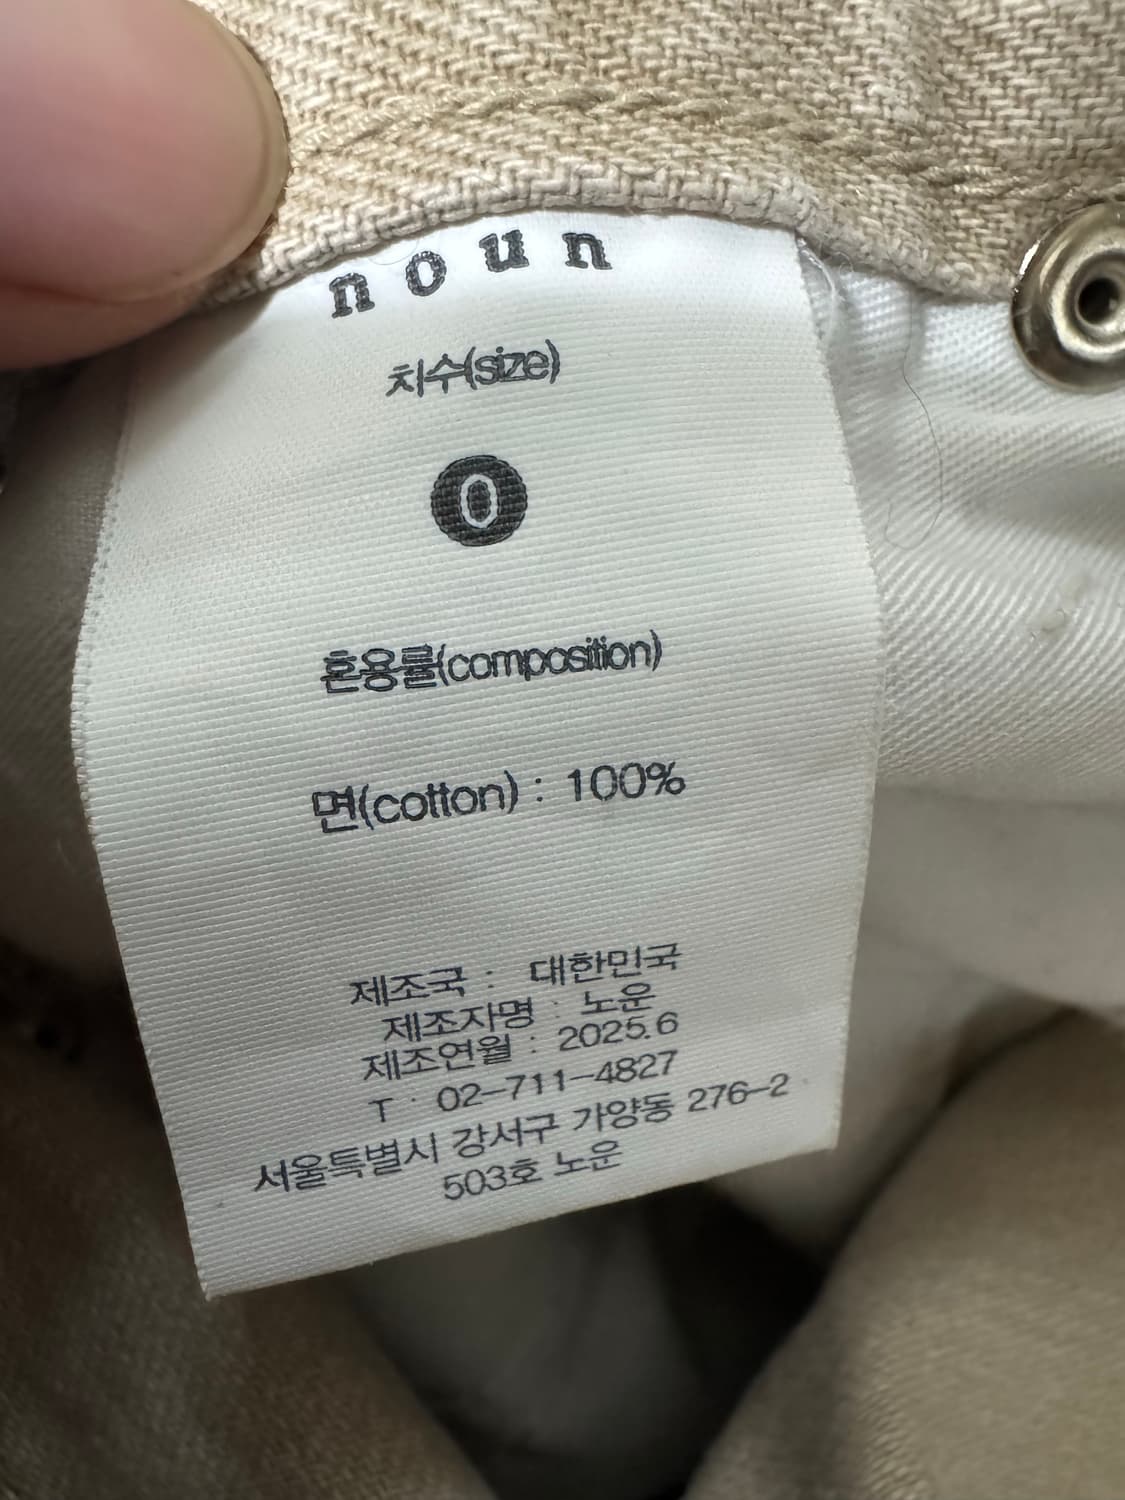 noun
치수(size)
0
혼용률(composition)
면(cotton) : 100%
제조국 : 대한민국
제조자명 : 노운
제조연월 : 2025.6
T : 02-711-4827
서울특별시 강서구 가양동 276-2
503호 노운